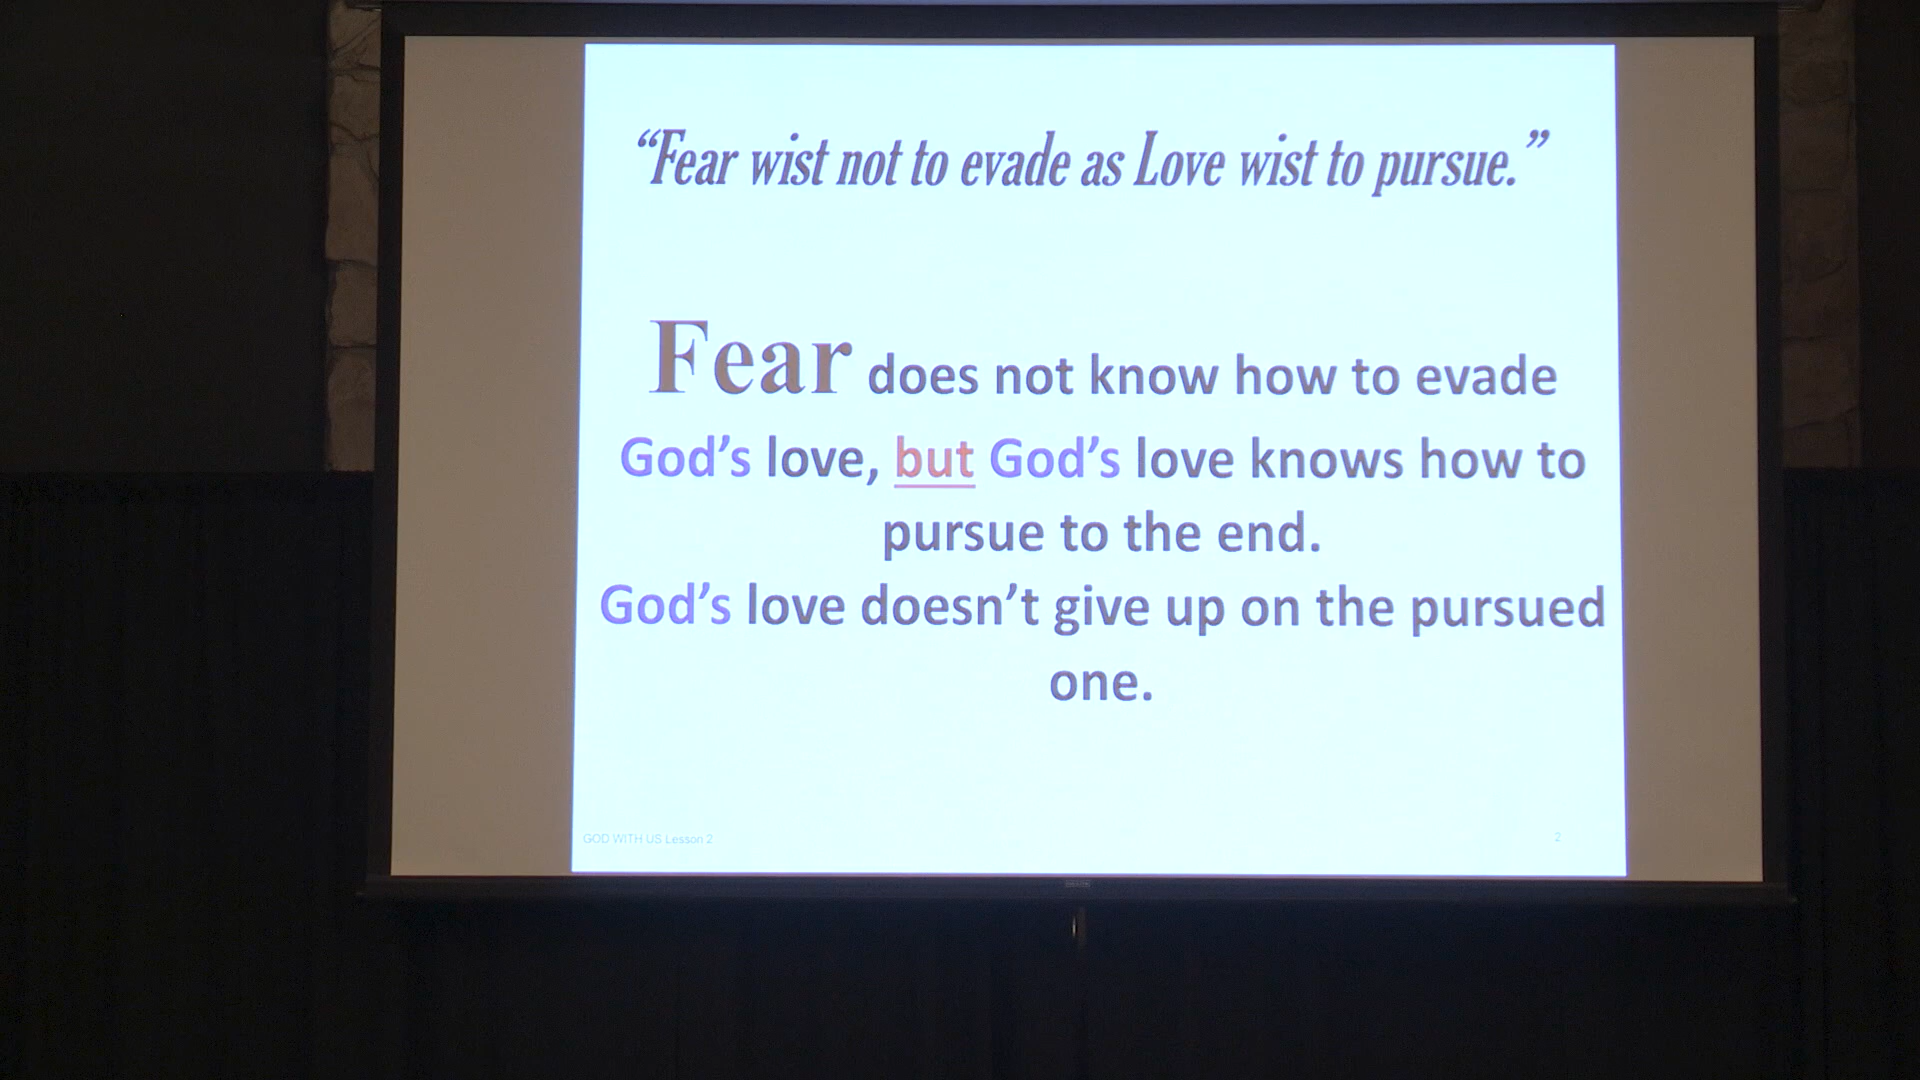 “Fear wist not to evade as Love wist to pursue.”
Fear does not know how to evade
God’s love, but God’s love knows how to
pursue to the end.
God’s love doesn’t give up on the pursued
one.
GOD WITH US Lesson 2
2